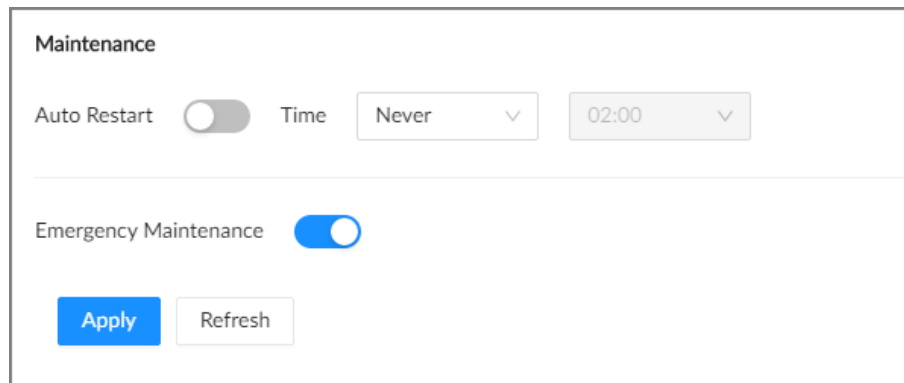 Maintenance
Auto Restart Time Never 02:00
Emergency Maintenance
Apply Refresh